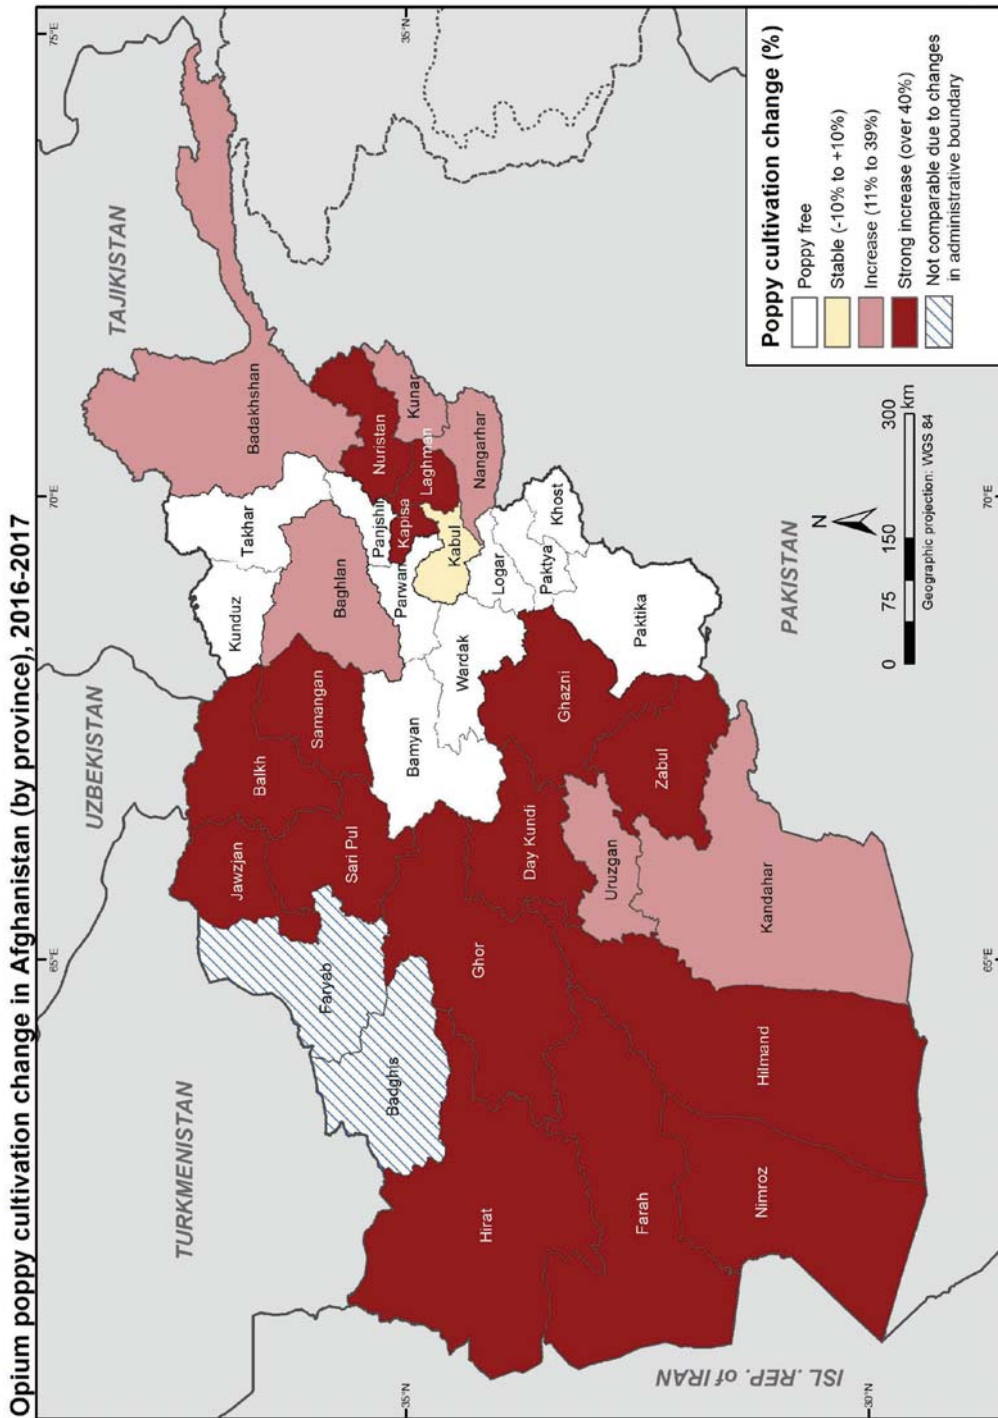 Opium poppy cultivation change in Afghanistan (by province), 2016-2017
75°E
70°E
65°E
35°N
35°N
30°N
70°E
65°E
TAJIKISTAN
UZBEKISTAN
TURKMENISTAN
ISL. REP. of IRAN
PAKISTAN
Badakhshan
Takhar
Kunduz
Baghlan
Balkh
Samangan
Jawzjan
Sari Pul
Faryab
Badghis
Hirat
Ghor
Bamyan
Day Kundi
Wardak
Parwan
Panjshir
Kapisa
Nuristan
Kunar
Laghman
Nangarhar
Kabul
Logar
Paktya
Khost
Paktika
Ghazni
Zabul
Uruzgan
Kandahar
Hilmand
Nimroz
Farah
N
0 75 150 300
km
Geographic projection: WGS 84
Poppy cultivation change (%)
Poppy free
Stable (-10% to +10%)
Increase (11% to 39%)
Strong increase (over 40%)
Not comparable due to changes
in administrative boundary